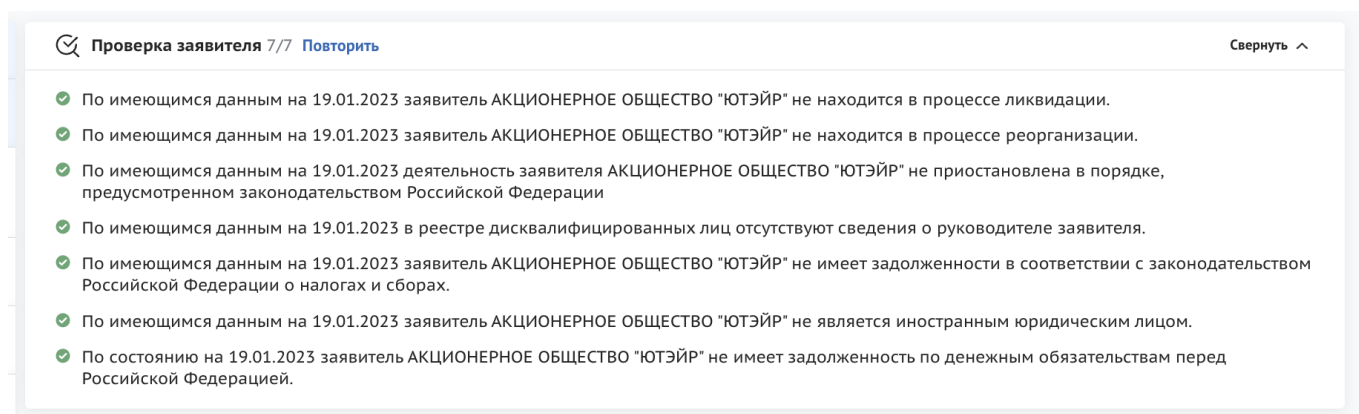 Проверка заявителя 7/7 Повторить
Свернуть
По имеющимся данным на 19.01.2023 заявитель АКЦИОНЕРНОЕ ОБЩЕСТВО "ЮТЭЙР" не находится в процессе ликвидации.
По имеющимся данным на 19.01.2023 заявитель АКЦИОНЕРНОЕ ОБЩЕСТВО "ЮТЭЙР" не находится в процессе реорганизации.
По имеющимся данным на 19.01.2023 деятельность заявителя АКЦИОНЕРНОЕ ОБЩЕСТВО "ЮТЭЙР" не приостановлена в порядке,
предусмотренном законодательством Российской Федерации
По имеющимся данным на 19.01.2023 в реестре дисквалифицированных лиц отсутствуют сведения о руководителе заявителя.
По имеющимся данным на 19.01.2023 заявитель АКЦИОНЕРНОЕ ОБЩЕСТВО "ЮТЭЙР" не имеет задолженности в соответствии с законодательством
Российской Федерации о налогах и сборах.
По имеющимся данным на 19.01.2023 заявитель АКЦИОНЕРНОЕ ОБЩЕСТВО "ЮТЭЙР" не является иностранным юридическим лицом.
По состоянию на 19.01.2023 заявитель АКЦИОНЕРНОЕ ОБЩЕСТВО "ЮТЭЙР" не имеет задолженность по денежным обязательствам перед
Российской Федерацией.